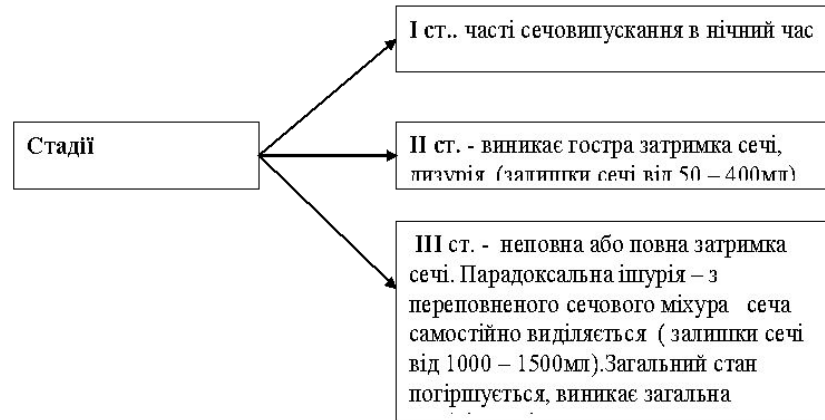 І ст.. часті сечовипускання в нічний час
Стадії
ІІ ст. - виникає гостра затримка сечі,
дизурія (залишки сечі від 50 – 400мл)
ІІІ ст. - неповна або повна затримка
сечі. Парадоксальна ішурія – з
переповненого сечового міхура сеча
самостійно виділяється ( залишки сечі
від 1000 – 1500мл).Загальний стан
погіршується, виникає загальна